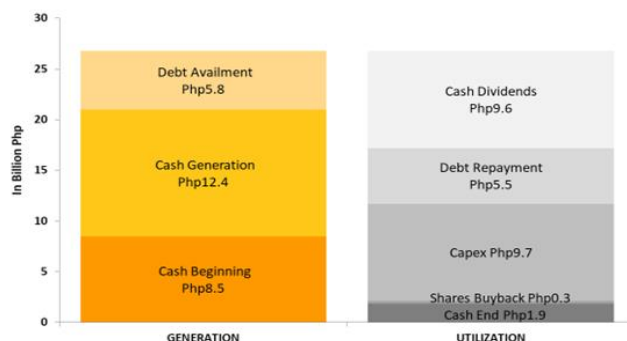 In Billion Php
30
25
20
15
10
5
0
Debt Availment
Php5.8
Cash Generation
Php12.4
Cash Beginning
Php8.5
GENERATION
Cash Dividends
Php9.6
Debt Repayment
Php5.5
Capex Php9.7
Shares Buyback Php0.3
Cash End Php1.9
UTILIZATION